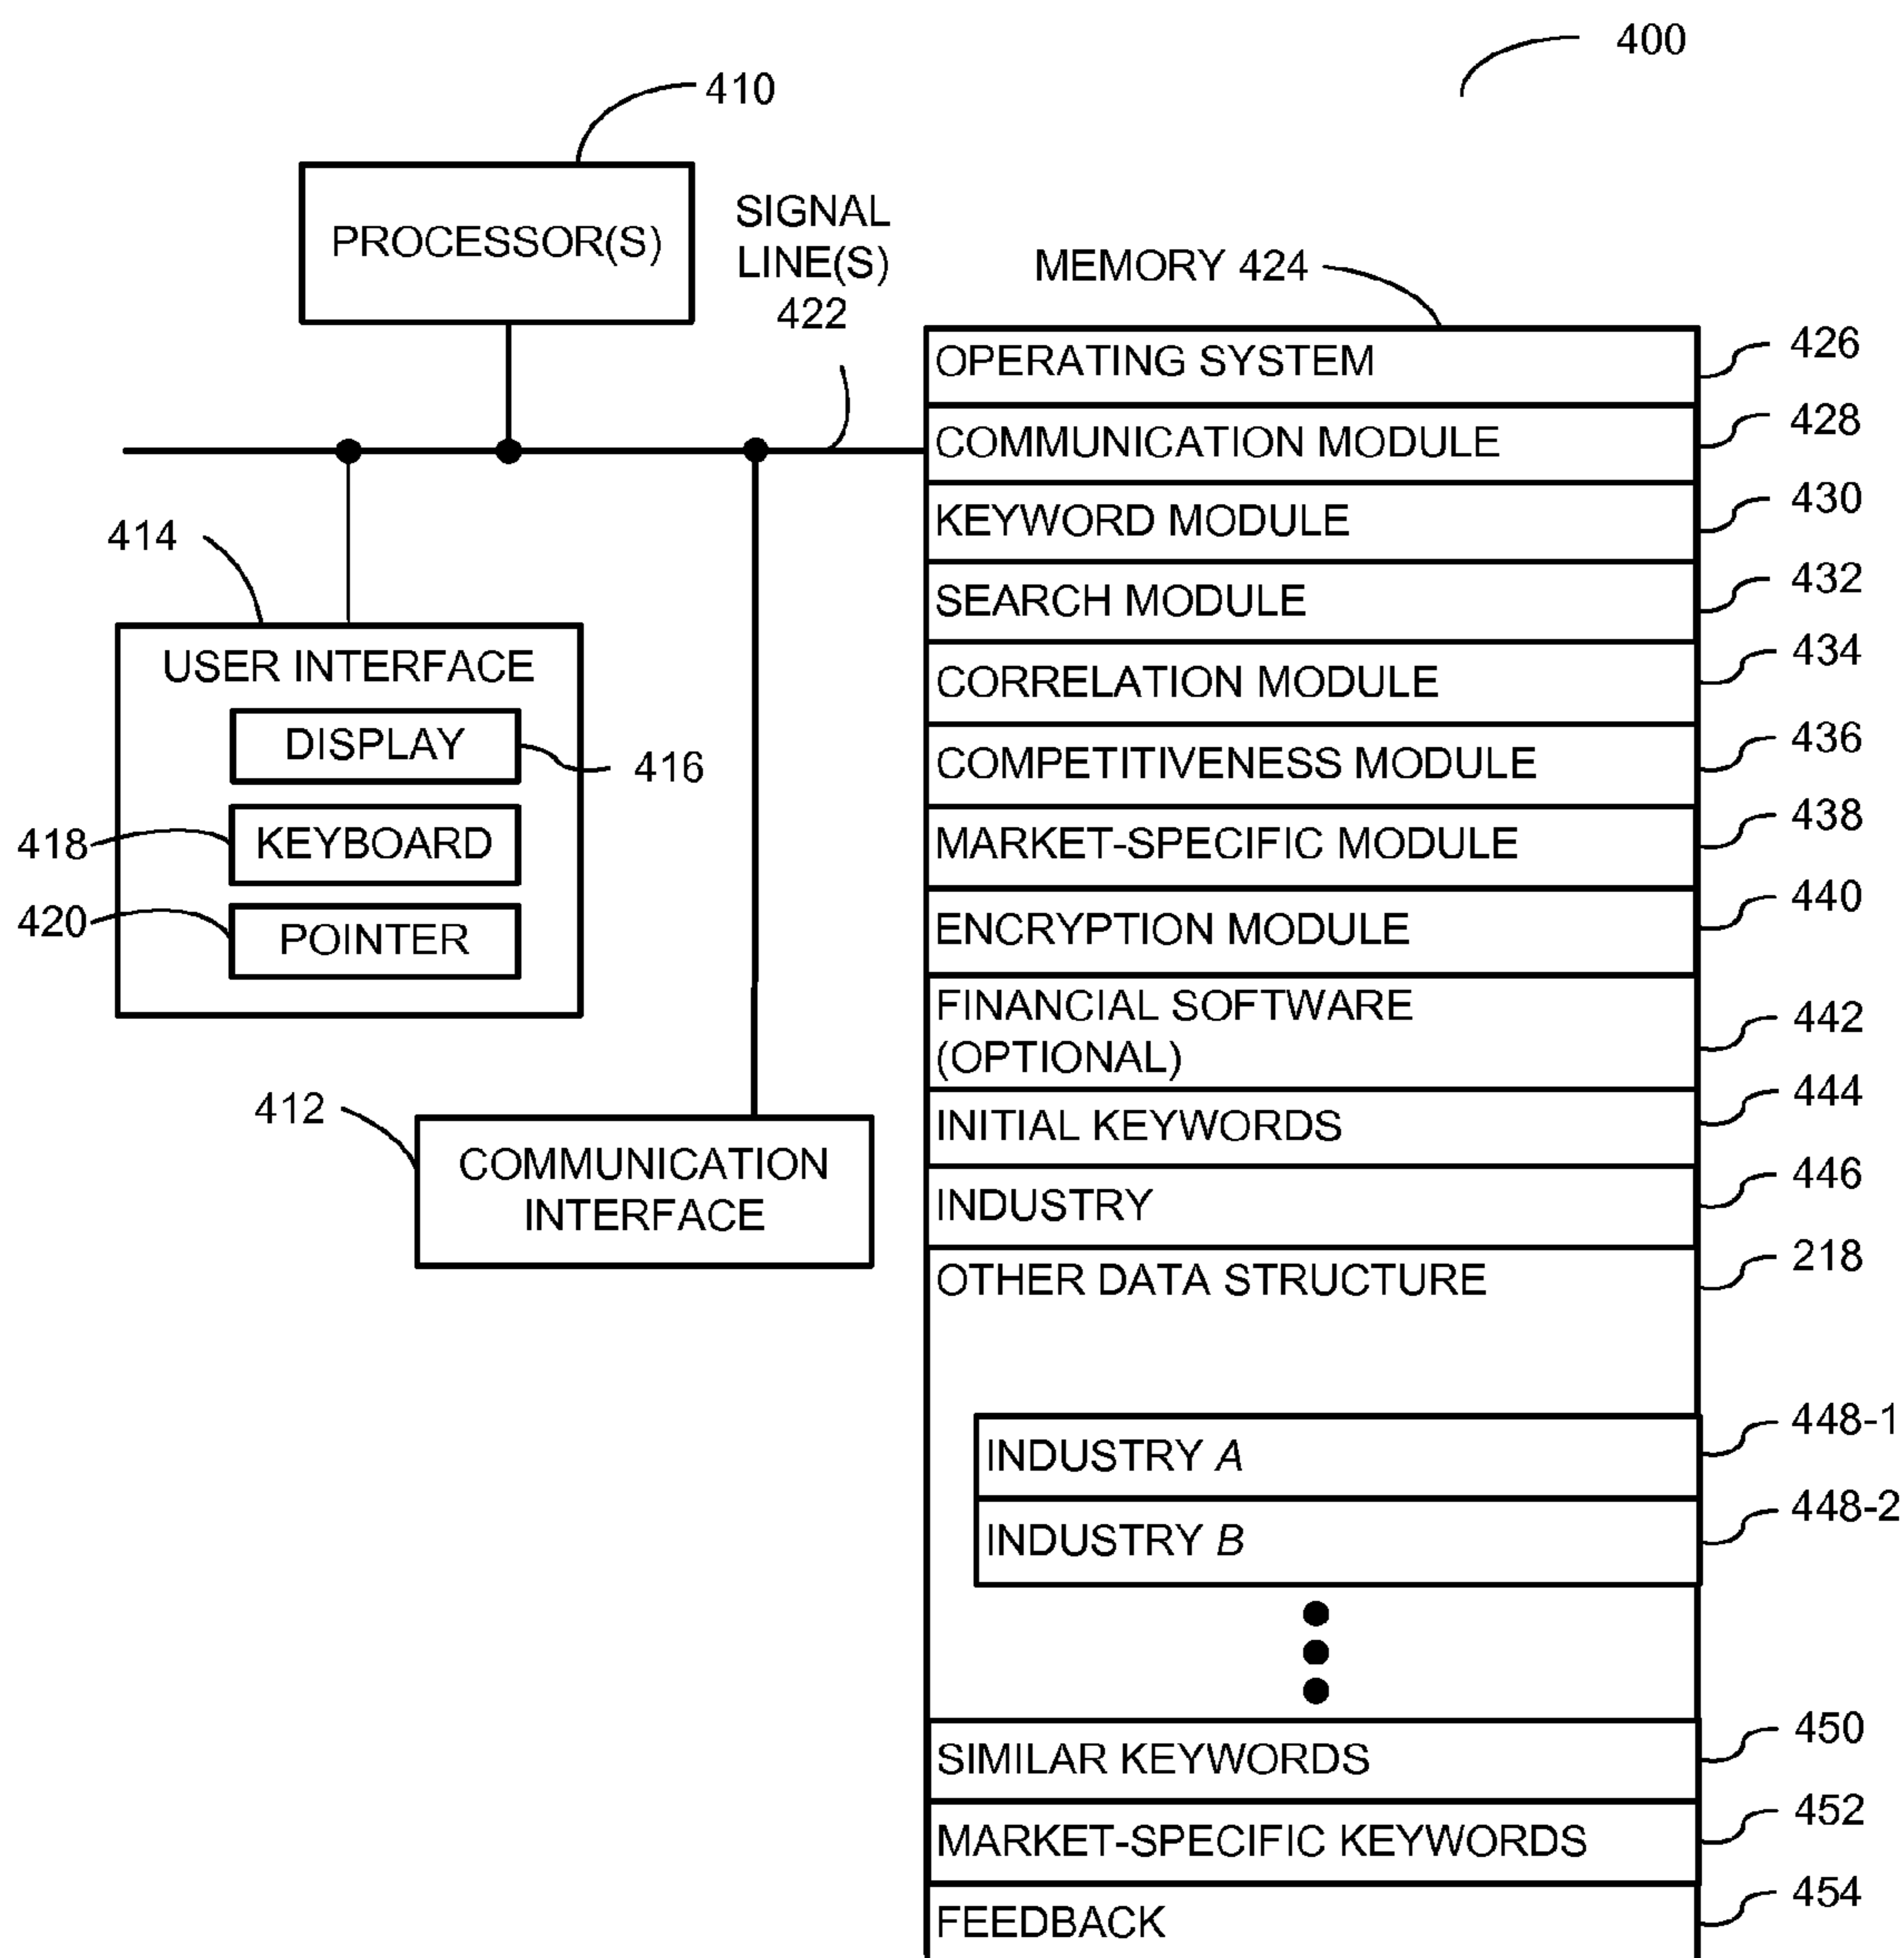 400
410
PROCESSOR(S)
SIGNAL
LINE(S)
422
MEMORY 424
OPERATING SYSTEM
426
COMMUNICATION MODULE
428
KEYWORD MODULE
430
SEARCH MODULE
432
CORRELATION MODULE
434
COMPETITIVENESS MODULE
436
MARKET-SPECIFIC MODULE
438
ENCRYPTION MODULE
440
FINANCIAL SOFTWARE
(OPTIONAL)
442
INITIAL KEYWORDS
444
INDUSTRY
446
OTHER DATA STRUCTURE
218
INDUSTRY A
448-1
INDUSTRY B
448-2
SIMILAR KEYWORDS
450
MARKET-SPECIFIC KEYWORDS
452
FEEDBACK
454
414
USER INTERFACE
DISPLAY
416
418
KEYBOARD
420
POINTER
412
COMMUNICATION
INTERFACE